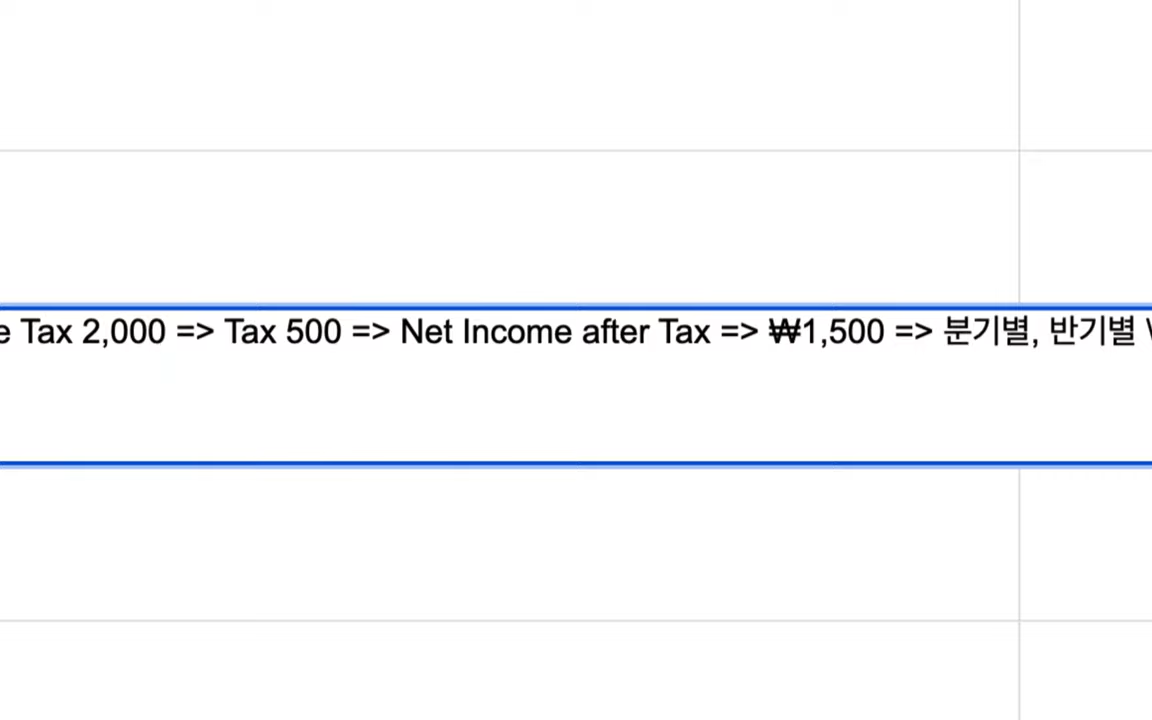 e Tax 2,000 => Tax 500 => Net Income after Tax => ₩1,500 => 분기별, 반기별